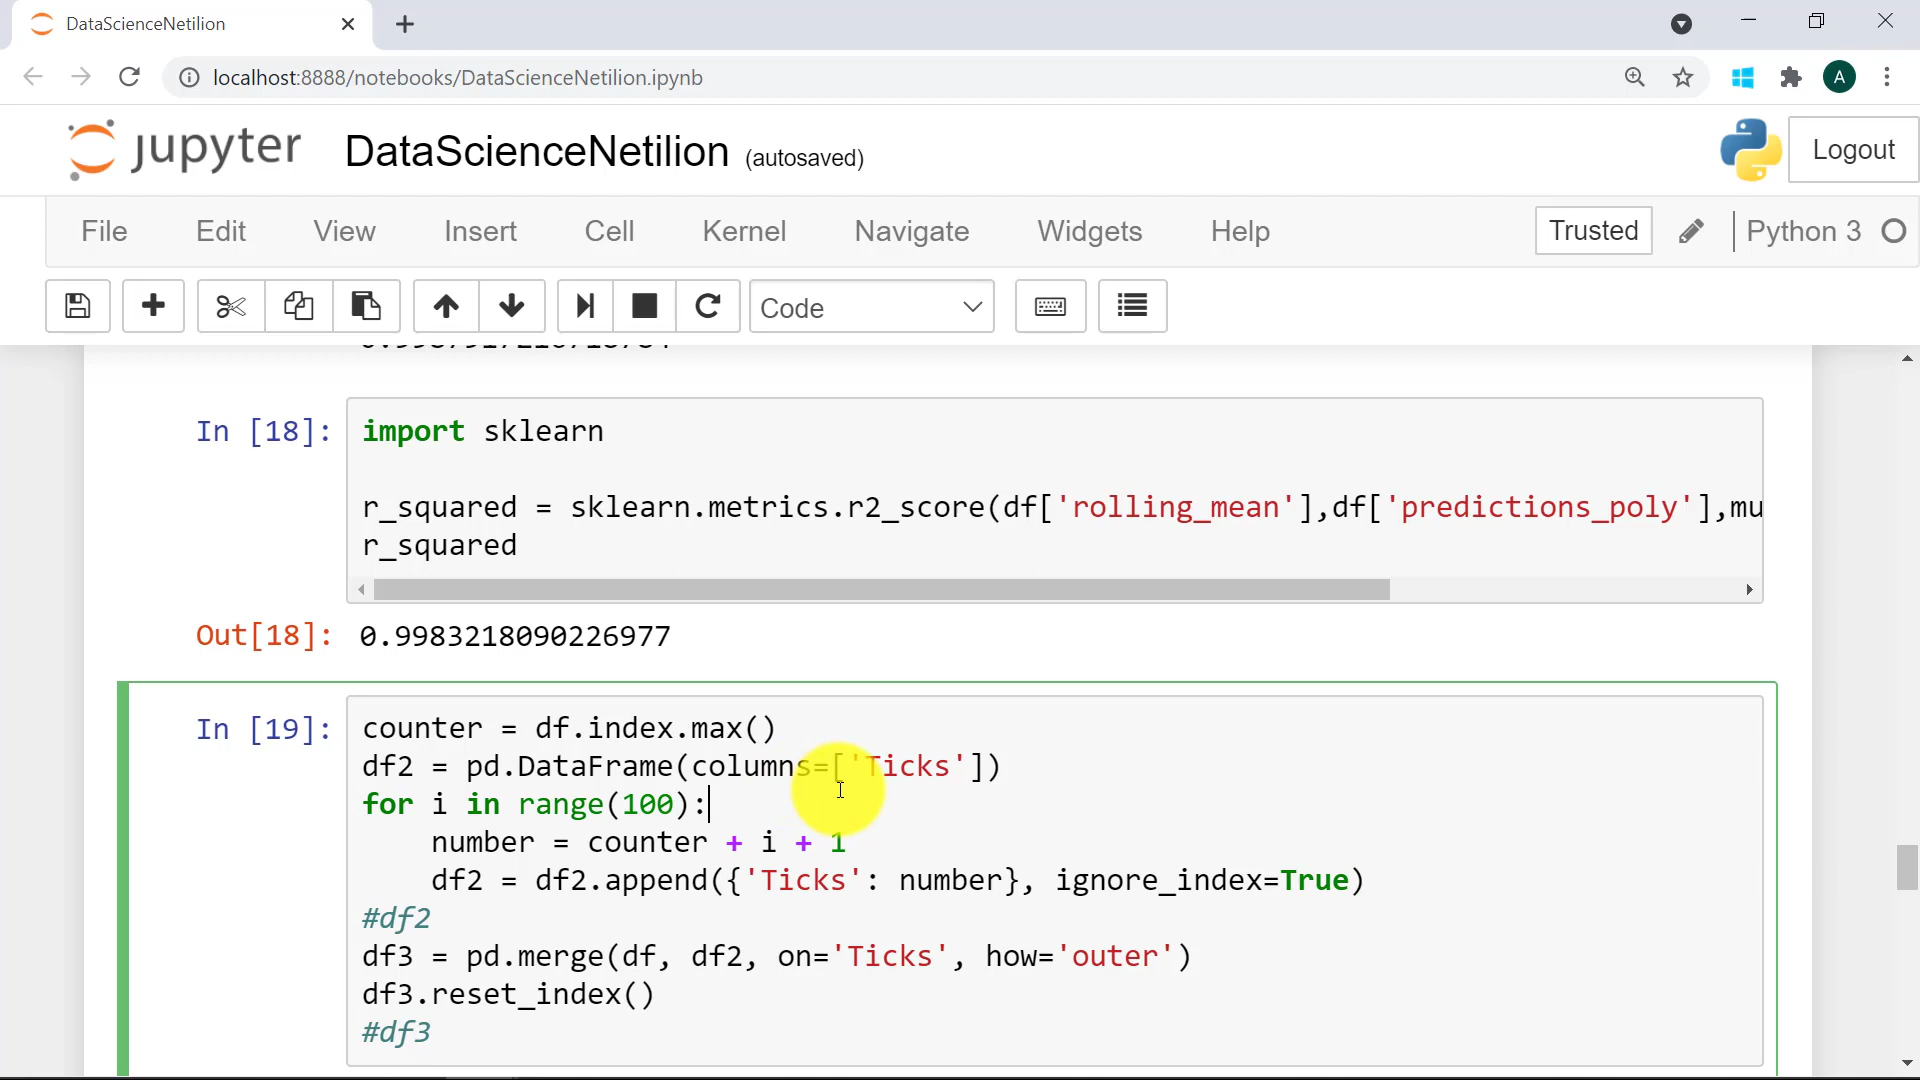 DataScienceNetilion
localhost:8888/notebooks/DataScienceNetilion.ipynb
A
jupyter DataScienceNetilion (autosaved)
Logout
File Edit View Insert Cell Kernel Navigate Widgets Help
Trusted Python 3
Code
In [18]: import sklearn
r_squared = sklearn.metrics.r2_score(df['rolling_mean'],df['predictions_poly'],mu
r_squared
Out[18]: 0.9983218090226977
In [19]: counter = df.index.max()
df2 = pd.DataFrame(columns=['Ticks'])
for i in range(100):
number = counter + i + 1
df2 = df2.append({'Ticks': number}, ignore_index=True)
#df2
df3 = pd.merge(df, df2, on='Ticks', how='outer')
df3.reset_index()
#df3